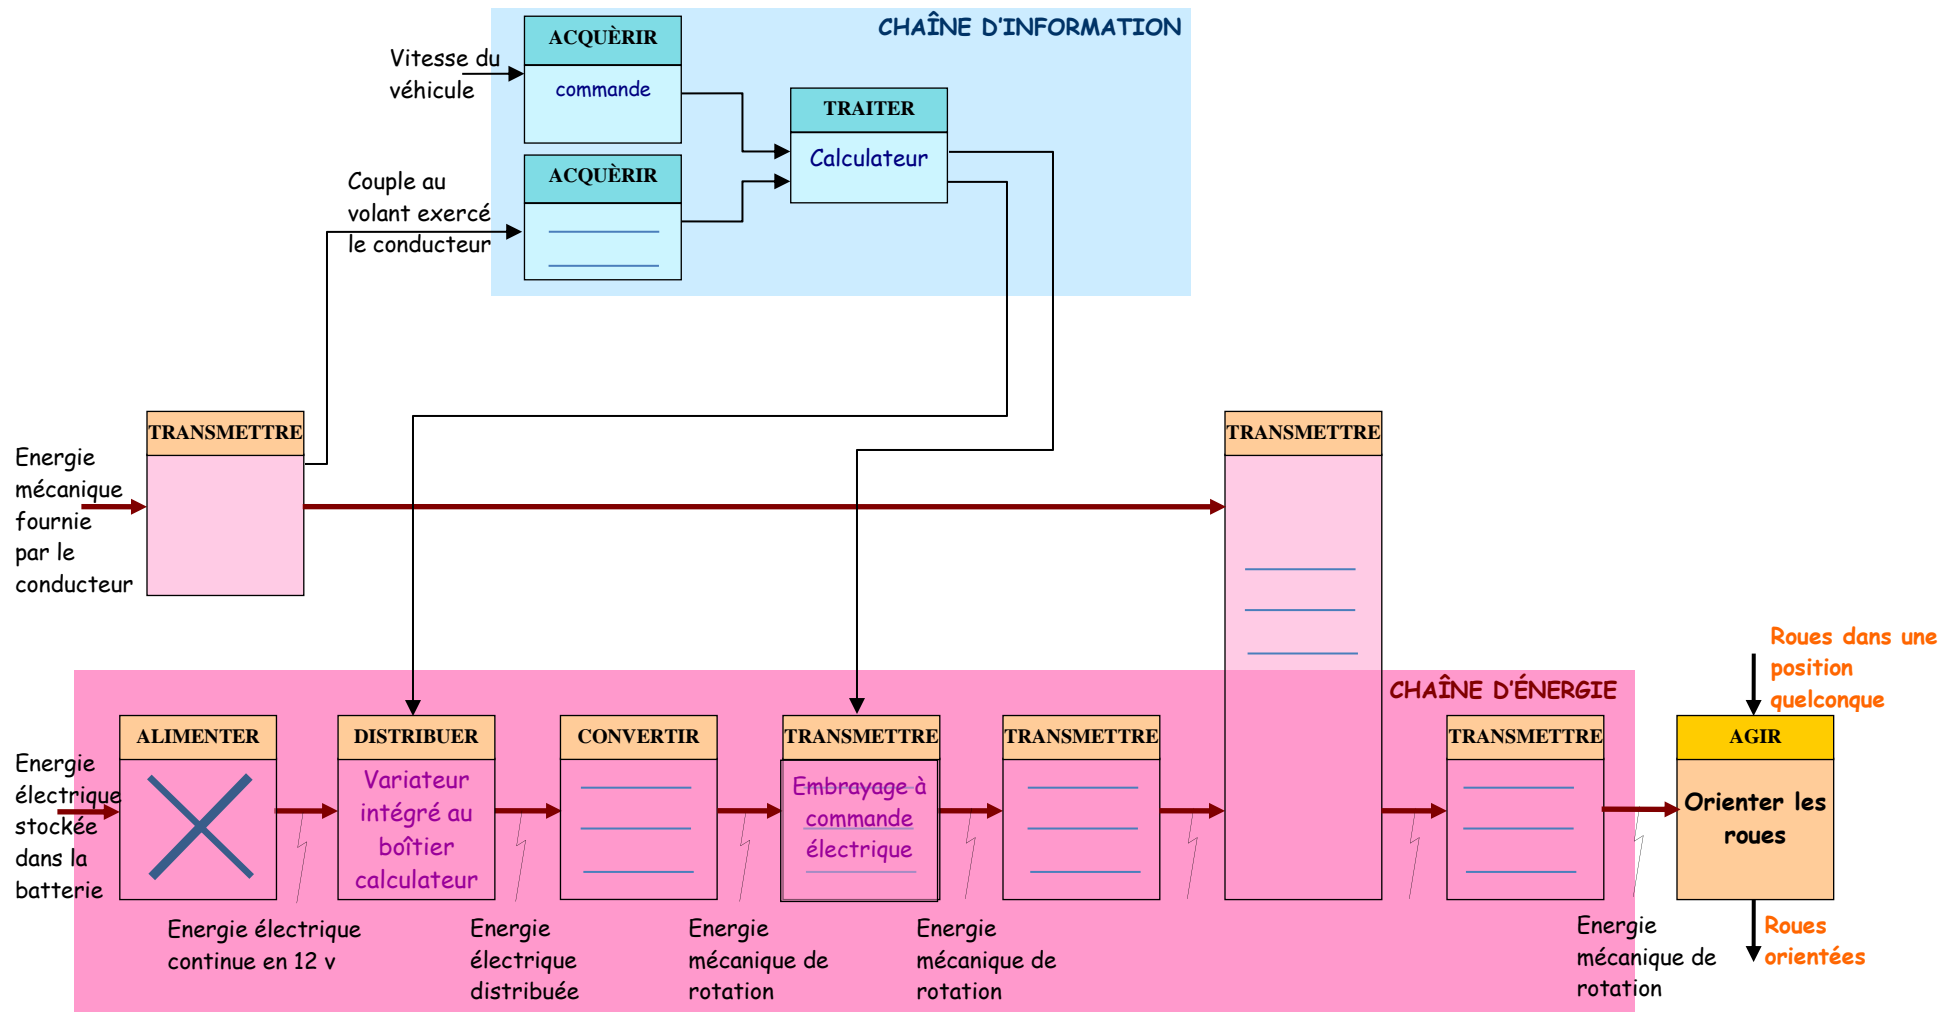 CHAÎNE D'INFORMATION
ACQUÈRIR
commande
Vitesse du
véhicule
TRAITER
Calculateur
ACQUÈRIR
Couple au
volant exercé
le conducteur
TRANSMETTRE
Energie
mécanique
fournie
par le
conducteur
TRANSMETTRE
Roues dans une
position
quelconque
CHAÎNE D'ÉNERGIE
Energie
électrique
stockée
dans la
batterie
ALIMENTER
DISTRIBUER
Variateur
intégré au
boîtier
calculateur
CONVERTIR
TRANSMETTRE
Embrayage à
commande
électrique
TRANSMETTRE
TRANSMETTRE
AGIR
Orienter les
roues
Energie électrique
continue en 12 v
Energie
électrique
distribuée
Energie
mécanique de
rotation
Energie
mécanique de
rotation
Energie
mécanique de
rotation
Roues
orientées